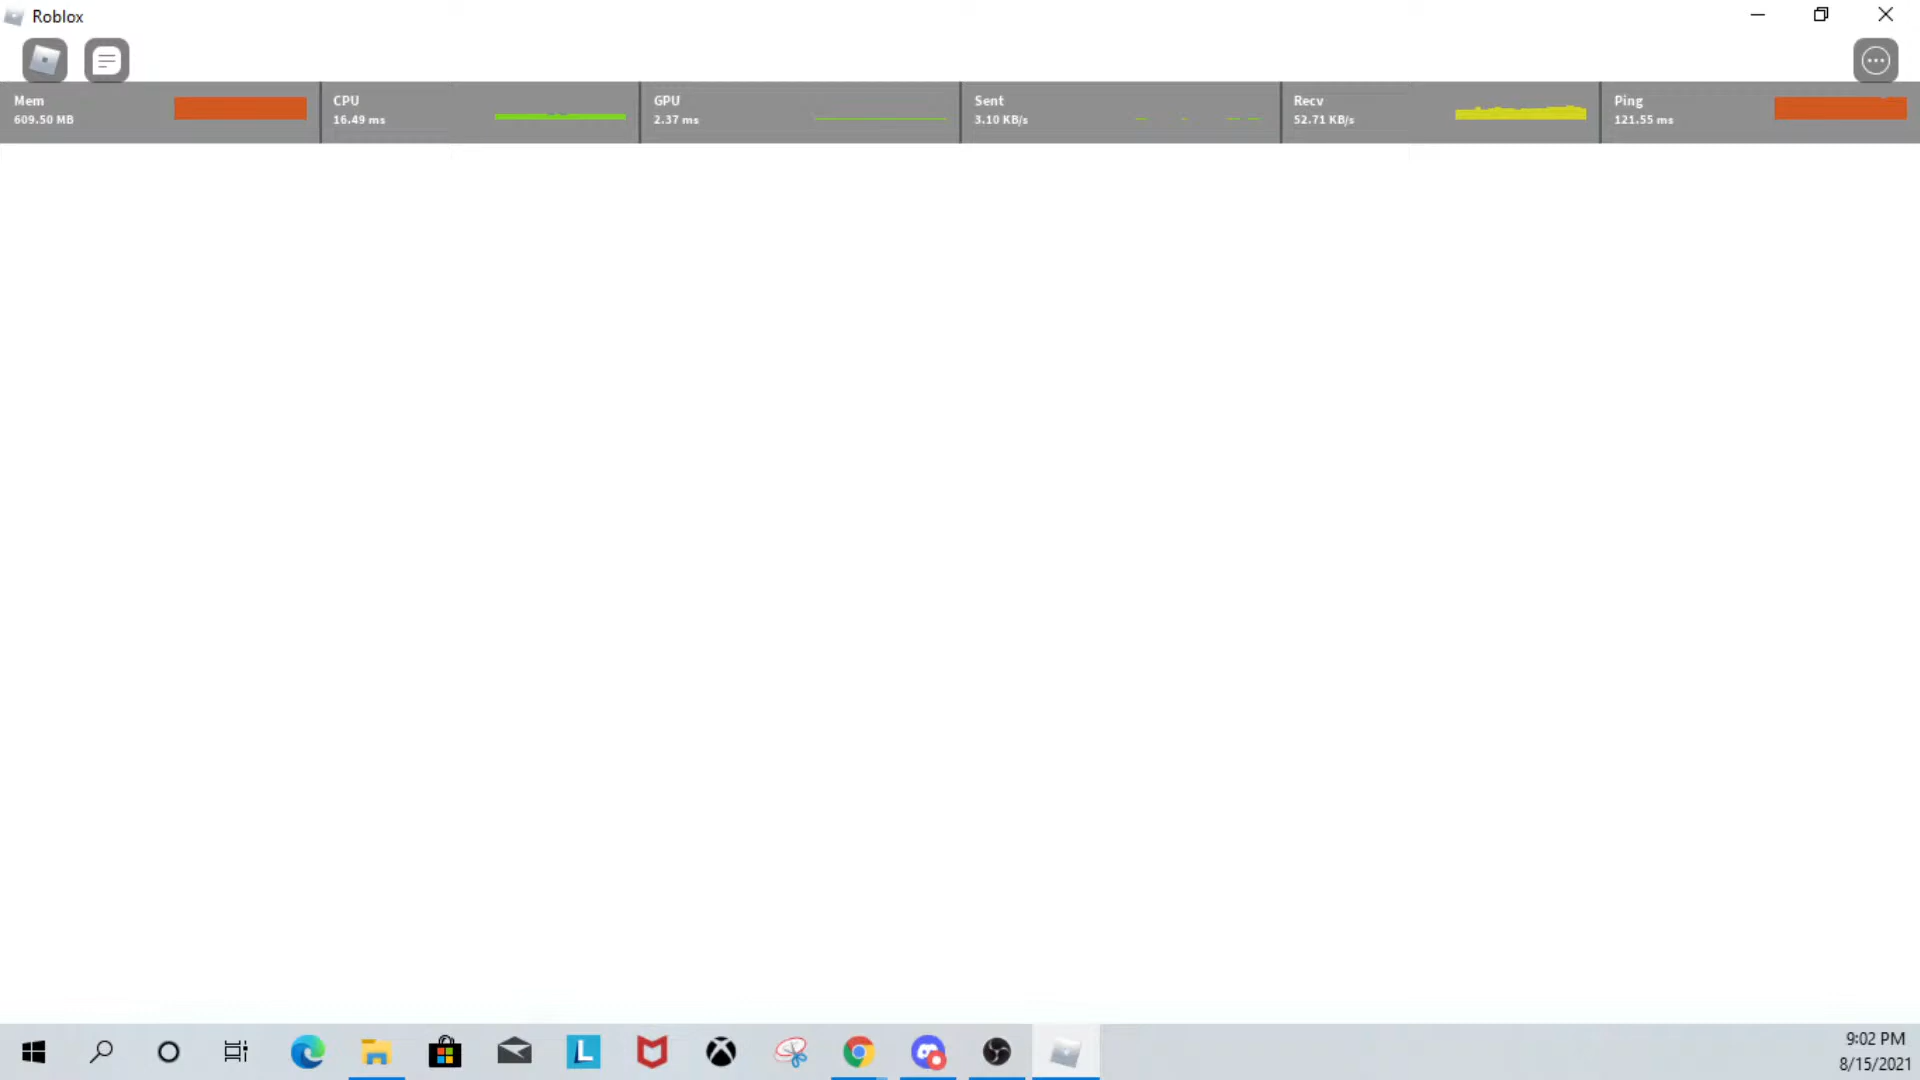 Roblox
Mem
609.50 MB
CPU
16.49 ms
GPU
2.37 ms
Sent
3.10 KB/s
Recv
52.71 KB/s
Ping
121.55 ms
L
9:02 PM
8/15/2021